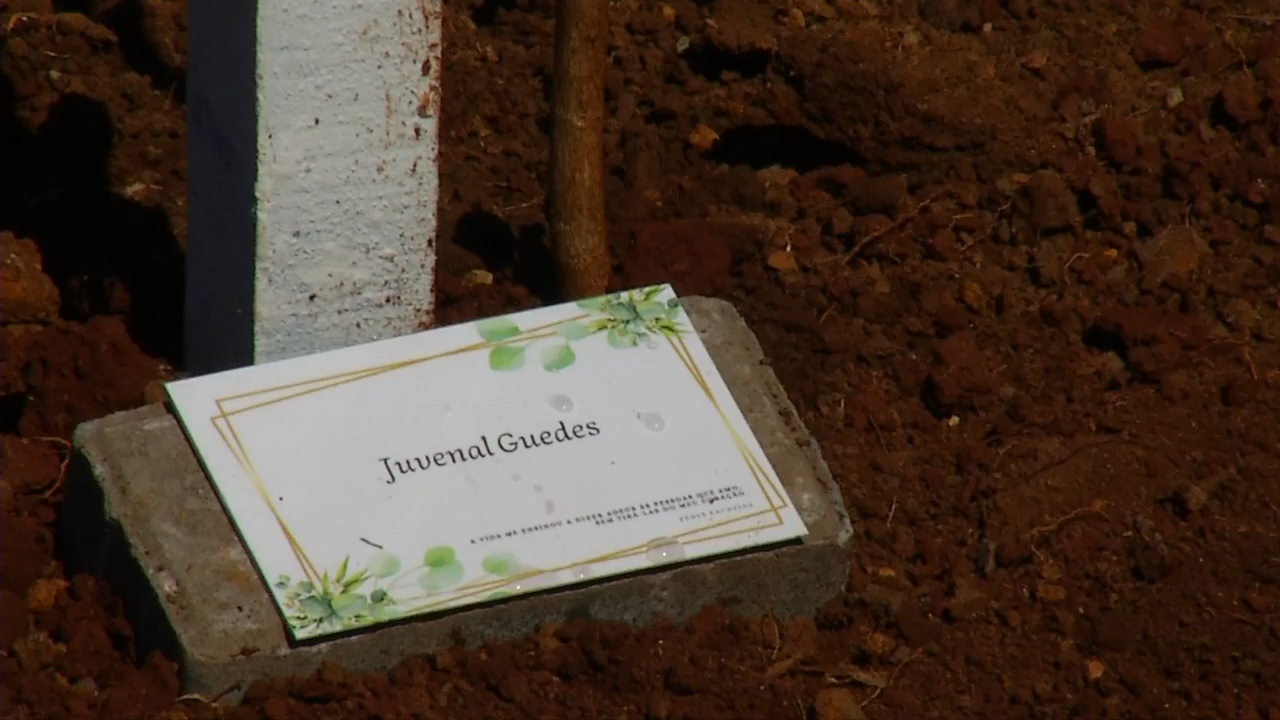 Juvenal Guedes
A VIDA ME ENSINOU A DIZER ADEUS ÀS PESSOAS QUE AMO,
SEM TIRÁ-LAS DO MEU CORAÇÃO